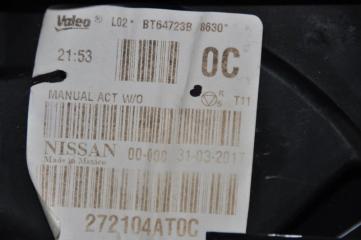 Valeo L02* BT64723B 8630*
21:53 0C
MANUAL ACT W/O R S T11
NISSAN 00-000 31-03-2017
Made in Mexico
272104AT0C